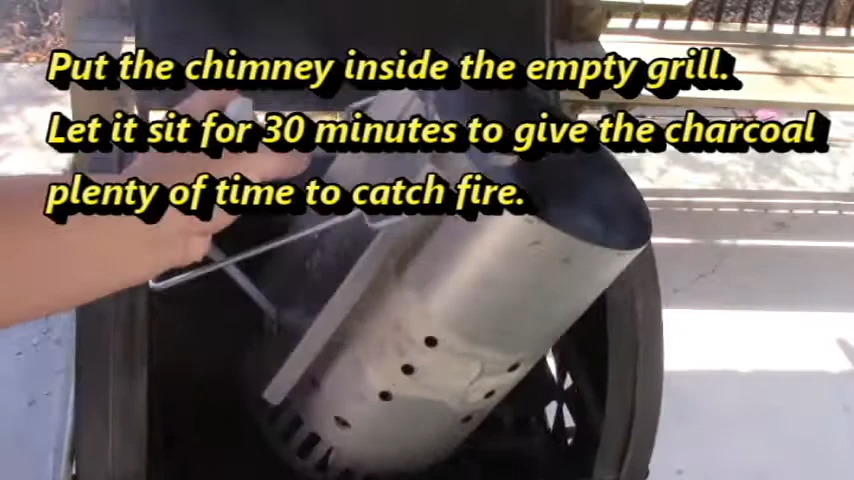 Put the chimney inside the empty grill.
Let it sit for 30 minutes to give the charcoal
plenty of time to catch fire.